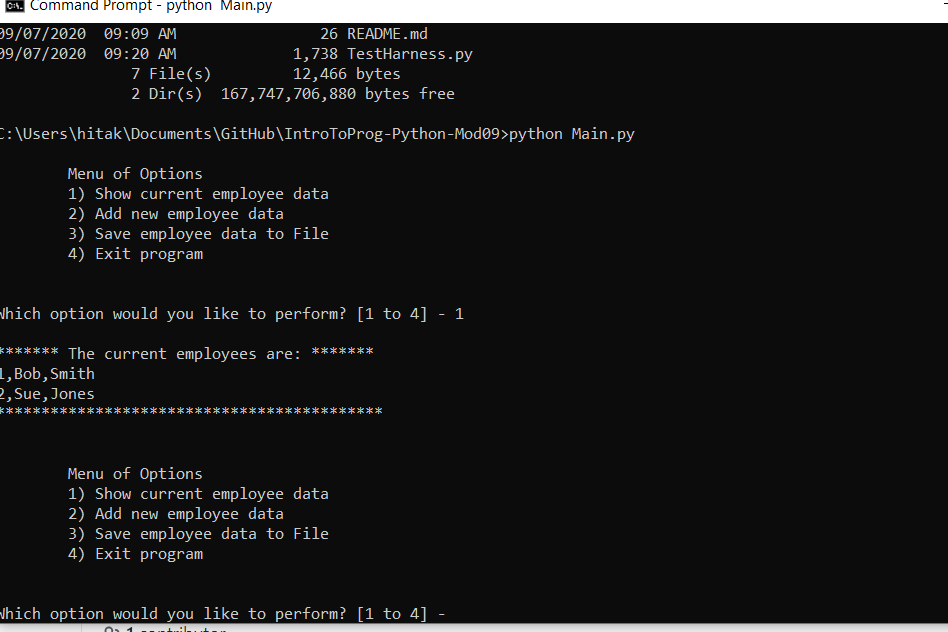 Command Prompt - python  Main.py
09/07/2020  09:09 AM                26 README.md
09/07/2020  09:20 AM             1,738 TestHarness.py
7 File(s)         12,466 bytes
2 Dir(s)  167,747,706,880 bytes free
C:\Users\hitak\Documents\GitHub\IntroToProg-Python-Mod09>python Main.py
Menu of Options
1) Show current employee data
2) Add new employee data
3) Save employee data to File
4) Exit program
Which option would you like to perform? [1 to 4] - 1
******* The current employees are: *******
1,Bob,Smith
2,Sue,Jones
*******************************************
Menu of Options
1) Show current employee data
2) Add new employee data
3) Save employee data to File
4) Exit program
Which option would you like to perform? [1 to 4] -
1 contributor